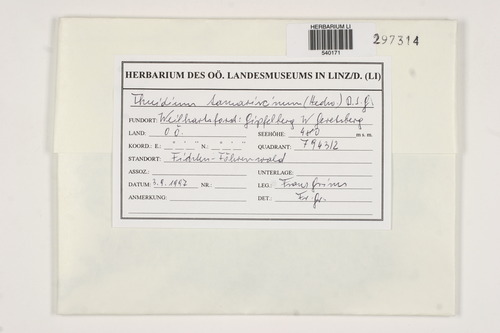 HERBARIUM LI
540171
297314
HERBARIUM DES OÖ. LANDESMUSEUMS IN LINZ/D. (LI)
Thuidium tamariscinum (Hedw.) B.S.G.
FUNDORT: Weilhartsforst: Gipfelberg W Geretsberg
LAND: OÖ. SEEHÖHE: 480 m s.m.
KOORD.: E: ° ' " N.: ° ' " QUADRANT: 7943/2
STANDORT: Fichten-Föhrenwald
ASSOZ.: UNTERLAGE:
DATUM: 3.9.1997 NR.: LEG.: Franz Grims
ANMERKUNG: DET.: Fr. Gr.